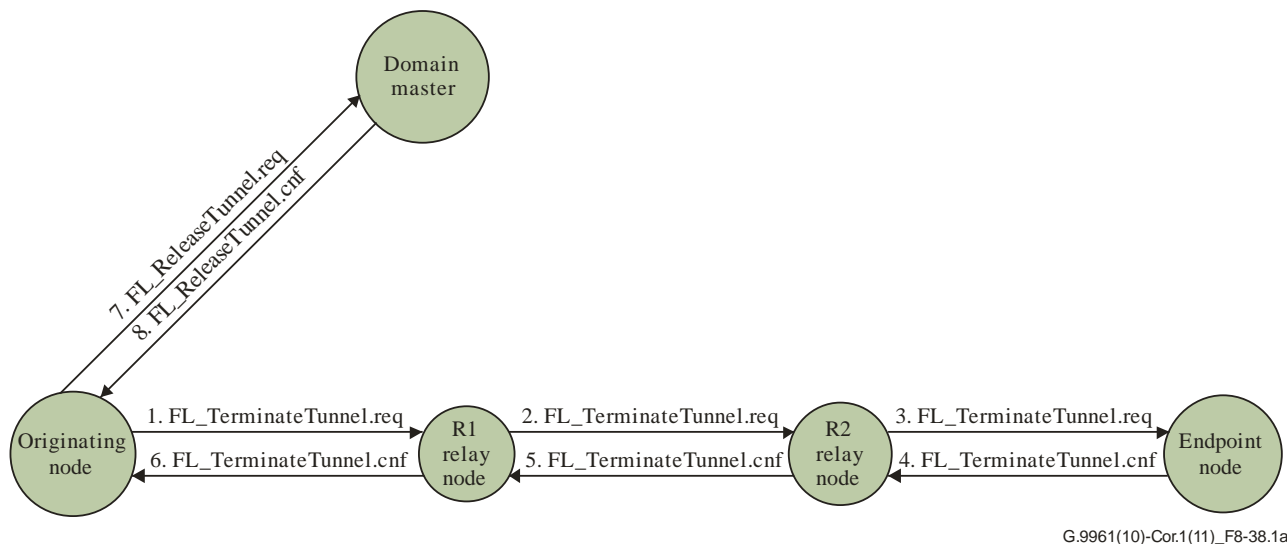 Domain
master
7. FL_ReleaseTunnel.req
8. FL_ReleaseTunnel.cnf
Originating
node
1. FL_TerminateTunnel.req
6. FL_TerminateTunnel.cnf
R1
relay
node
2. FL_TerminateTunnel.req
5. FL_TerminateTunnel.cnf
R2
relay
node
3. FL_TerminateTunnel.req
4. FL_TerminateTunnel.cnf
Endpoint
node
G.9961(10)-Cor.1(11)_F8-38.1a